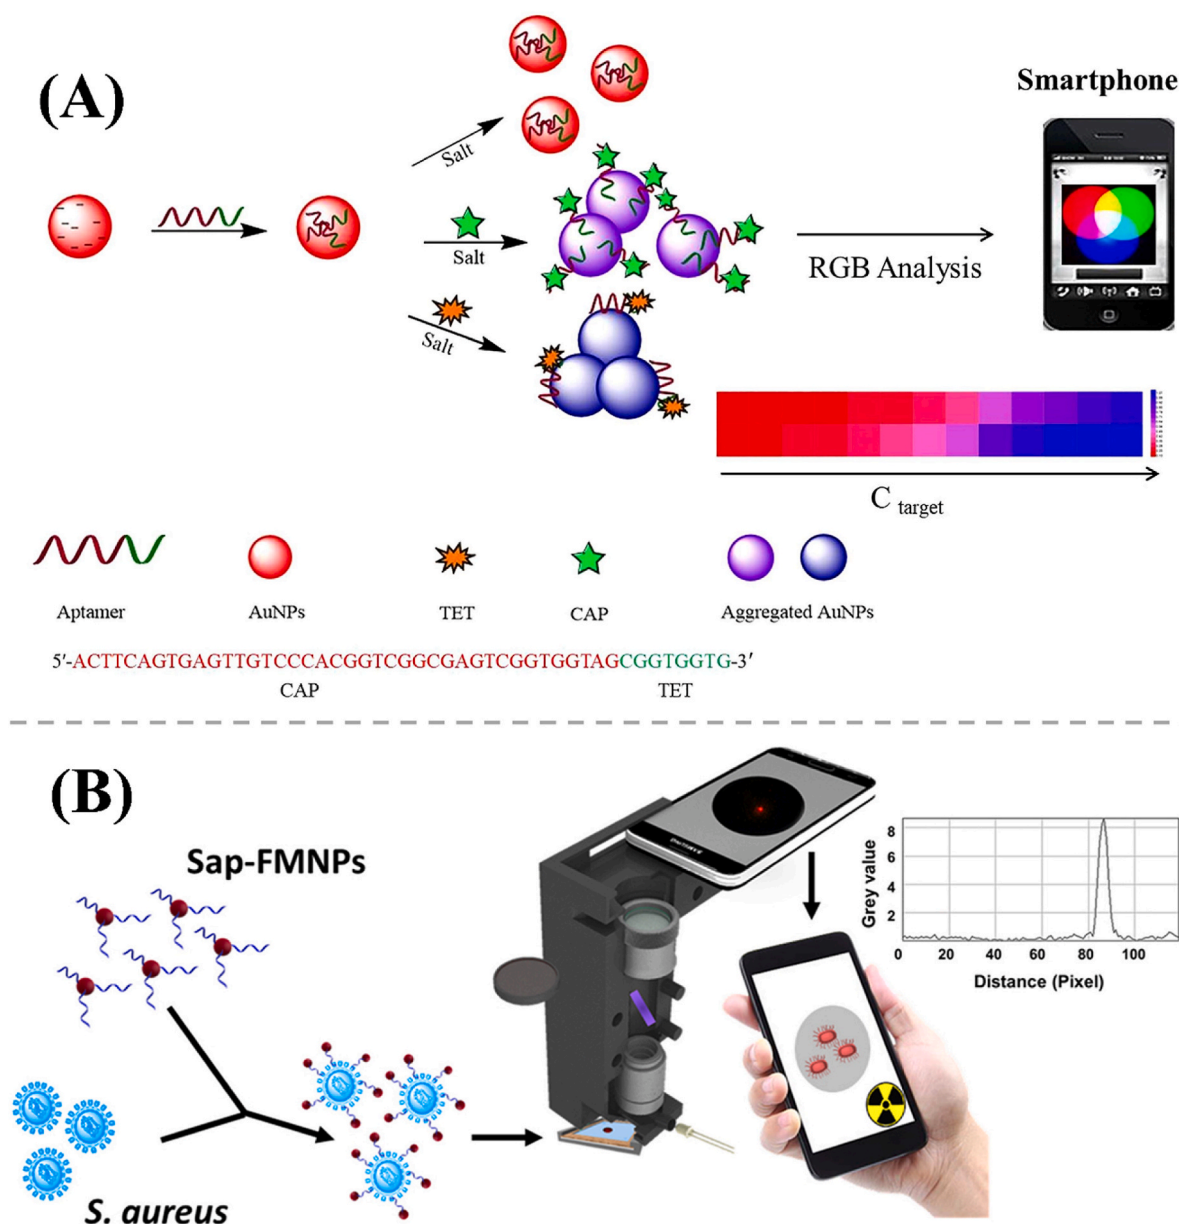 (A)
Smartphone
Salt
Salt
Salt
RGB Analysis
C target
Aptamer
AuNPs
TET
CAP
Aggregated AuNPs
5'-ACTTCAGTGAGTTGTCCCACGGTCGGCGAGTCGGTGGTAGCGGTGGTG-3'
CAP
TET
(B)
Sap-FMNPs
S. aureus
SAMSUNG
Grey value
8
6
4
2
0
20
40
60
80
100
Distance (Pixel)